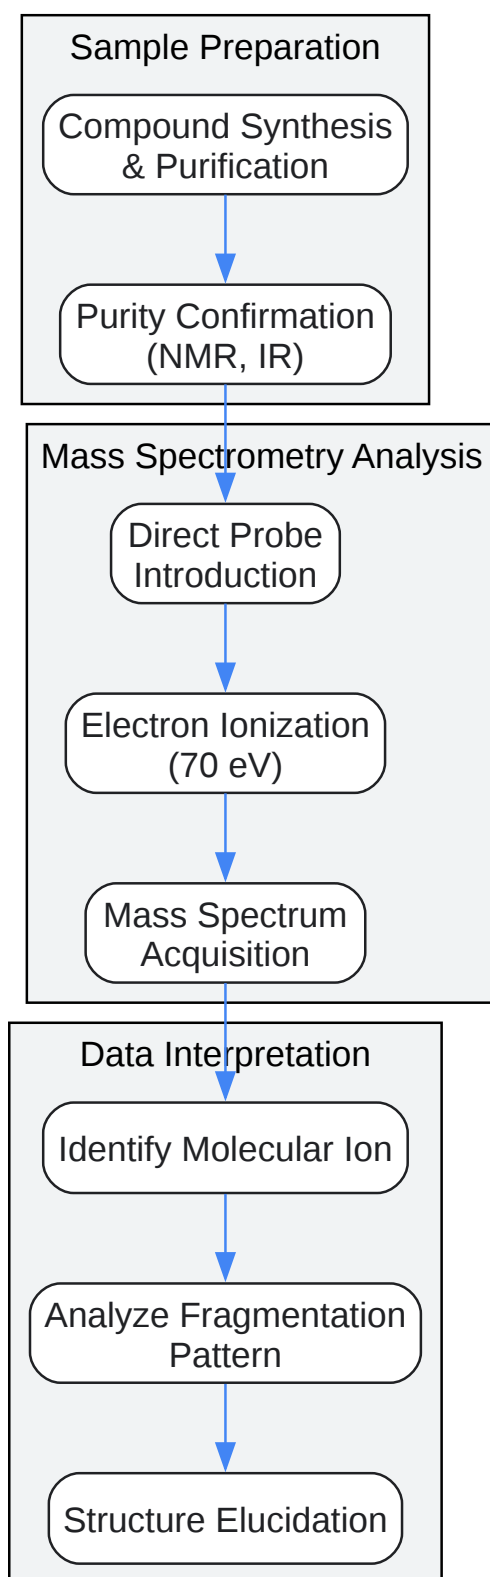 Sample Preparation
Compound Synthesis
& Purification
Purity Confirmation
(NMR, IR)
Mass Spectrometry Analysis
Direct Probe
Introduction
Electron Ionization
(70 eV)
Mass Spectrum
Acquisition
Data Interpretation
Identify Molecular Ion
Analyze Fragmentation
Pattern
Structure Elucidation